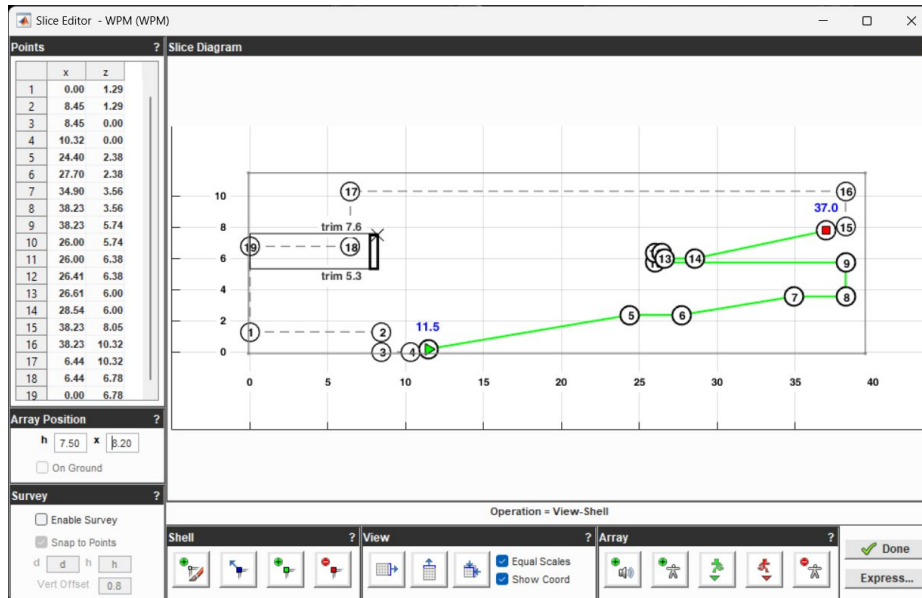 Slice Editor - WPM (WPM)
Points ?
x z
1 0.00 1.29
2 8.45 1.29
3 8.45 0.00
4 10.32 0.00
5 24.40 2.38
6 27.70 2.38
7 34.90 3.56
8 38.23 3.56
9 38.23 5.74
10 26.00 5.74
11 26.00 6.38
12 26.41 6.38
13 26.61 6.00
14 28.54 6.00
15 38.23 8.05
16 38.23 10.32
17 6.44 10.32
18 6.44 6.78
19 0.00 6.78
Array Position ?
h 7.50 x 8.20
On Ground
Survey ?
Enable Survey
Snap to Points
d d h h
Vert Offset 0.8
Slice Diagram
10
8
6
4
2
0
0 5 10 15 20 25 30 35 40
17 16
37.0
trim 7.6
15
19 18
13 14 9
trim 5.3
1 2
11.5
5 6 7 8
3 4
Operation = View-Shell
Shell ?
View ?
Equal Scales
Show Coord
Array ?
Done
Express...